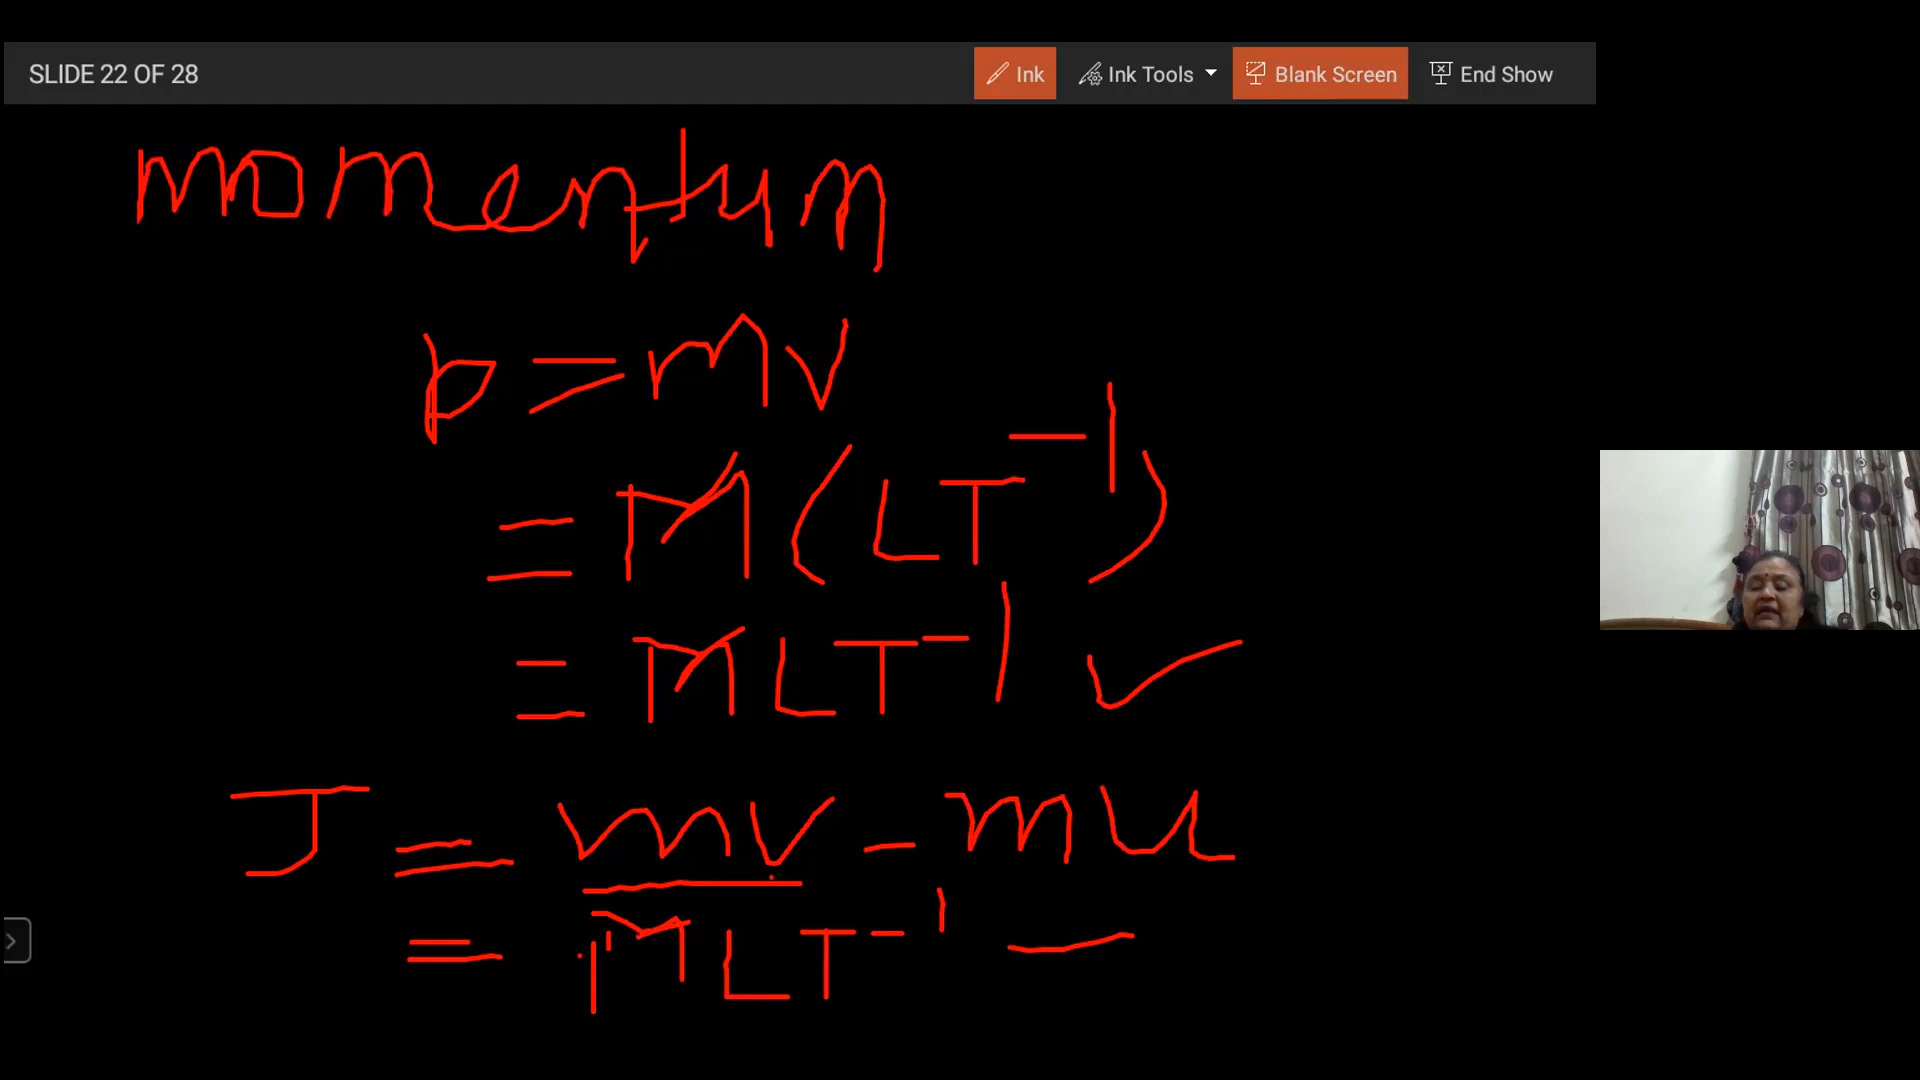 SLIDE 22 OF 28 Ink Ink Tools Blank Screen End Show
momentum
p = mv
= M(LT⁻¹)
= MLT⁻¹ ✓
J = mv - mu
= MLT⁻¹